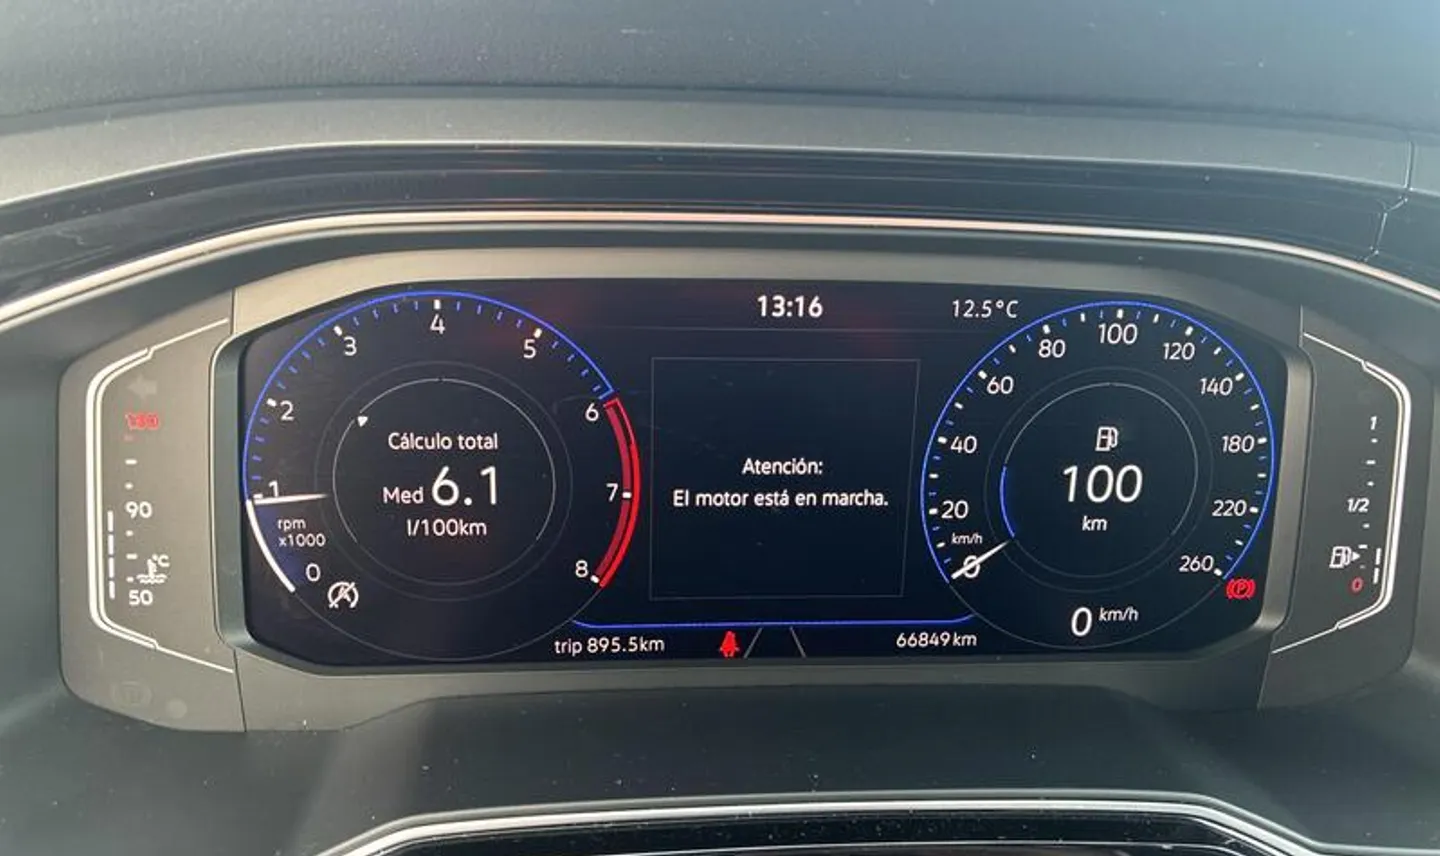 13:16
12.5°C
0
1
2
3
4
5
6
7
8
rpm
x1000
Cálculo total
Med 6.1
l/100km
Atención:
El motor está en marcha.
0
20
40
60
80
100
120
140
180
220
260
km/h
100
km
0 km/h
trip 895.5km
66849km
130
90
°C
50
1
1/2
0
P